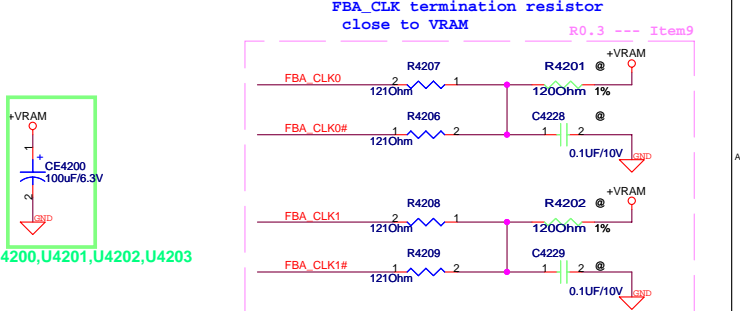 FBA_CLK termination resistor
close to VRAM
R0.3 --- Item9
+VRAM
R4207
R4201 @
FBA_CLK0
2 1
121Ohm
120Ohm 1%
R4206
C4228 @
FBA_CLK0#
1 2
1 2
121Ohm
0.1UF/10V
GND
+VRAM
1
+
CE4200
100uF/6.3V
2
GND
4200,U4201,U4202,U4203
A
+VRAM
R4208
R4202 @
FBA_CLK1
2 1
121Ohm
120Ohm 1%
R4209
C4229
FBA_CLK1#
1 2
1 2 @
121Ohm
0.1UF/10V
GND